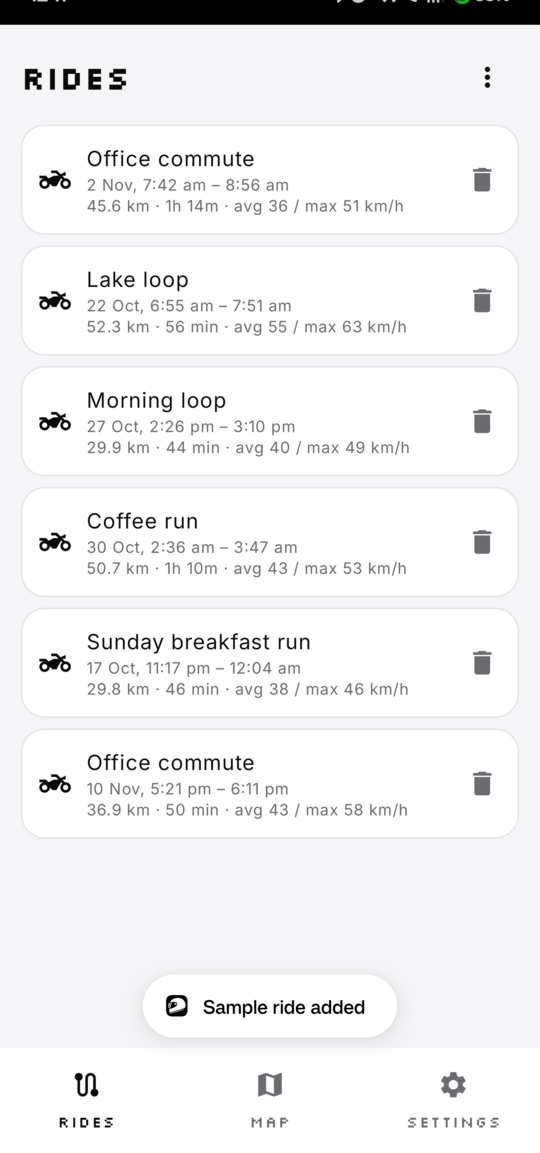 RIDES
Office commute
2 Nov, 7:42 am – 8:56 am
45.6 km · 1h 14m · avg 36 / max 51 km/h
Lake loop
22 Oct, 6:55 am – 7:51 am
52.3 km · 56 min · avg 55 / max 63 km/h
Morning loop
27 Oct, 2:26 pm – 3:10 pm
29.9 km · 44 min · avg 40 / max 49 km/h
Coffee run
30 Oct, 2:36 am – 3:47 am
50.7 km · 1h 10m · avg 43 / max 53 km/h
Sunday breakfast run
17 Oct, 11:17 pm – 12:04 am
29.8 km · 46 min · avg 38 / max 46 km/h
Office commute
10 Nov, 5:21 pm – 6:11 pm
36.9 km · 50 min · avg 43 / max 58 km/h
Sample ride added
RIDES
MAP
SETTINGS